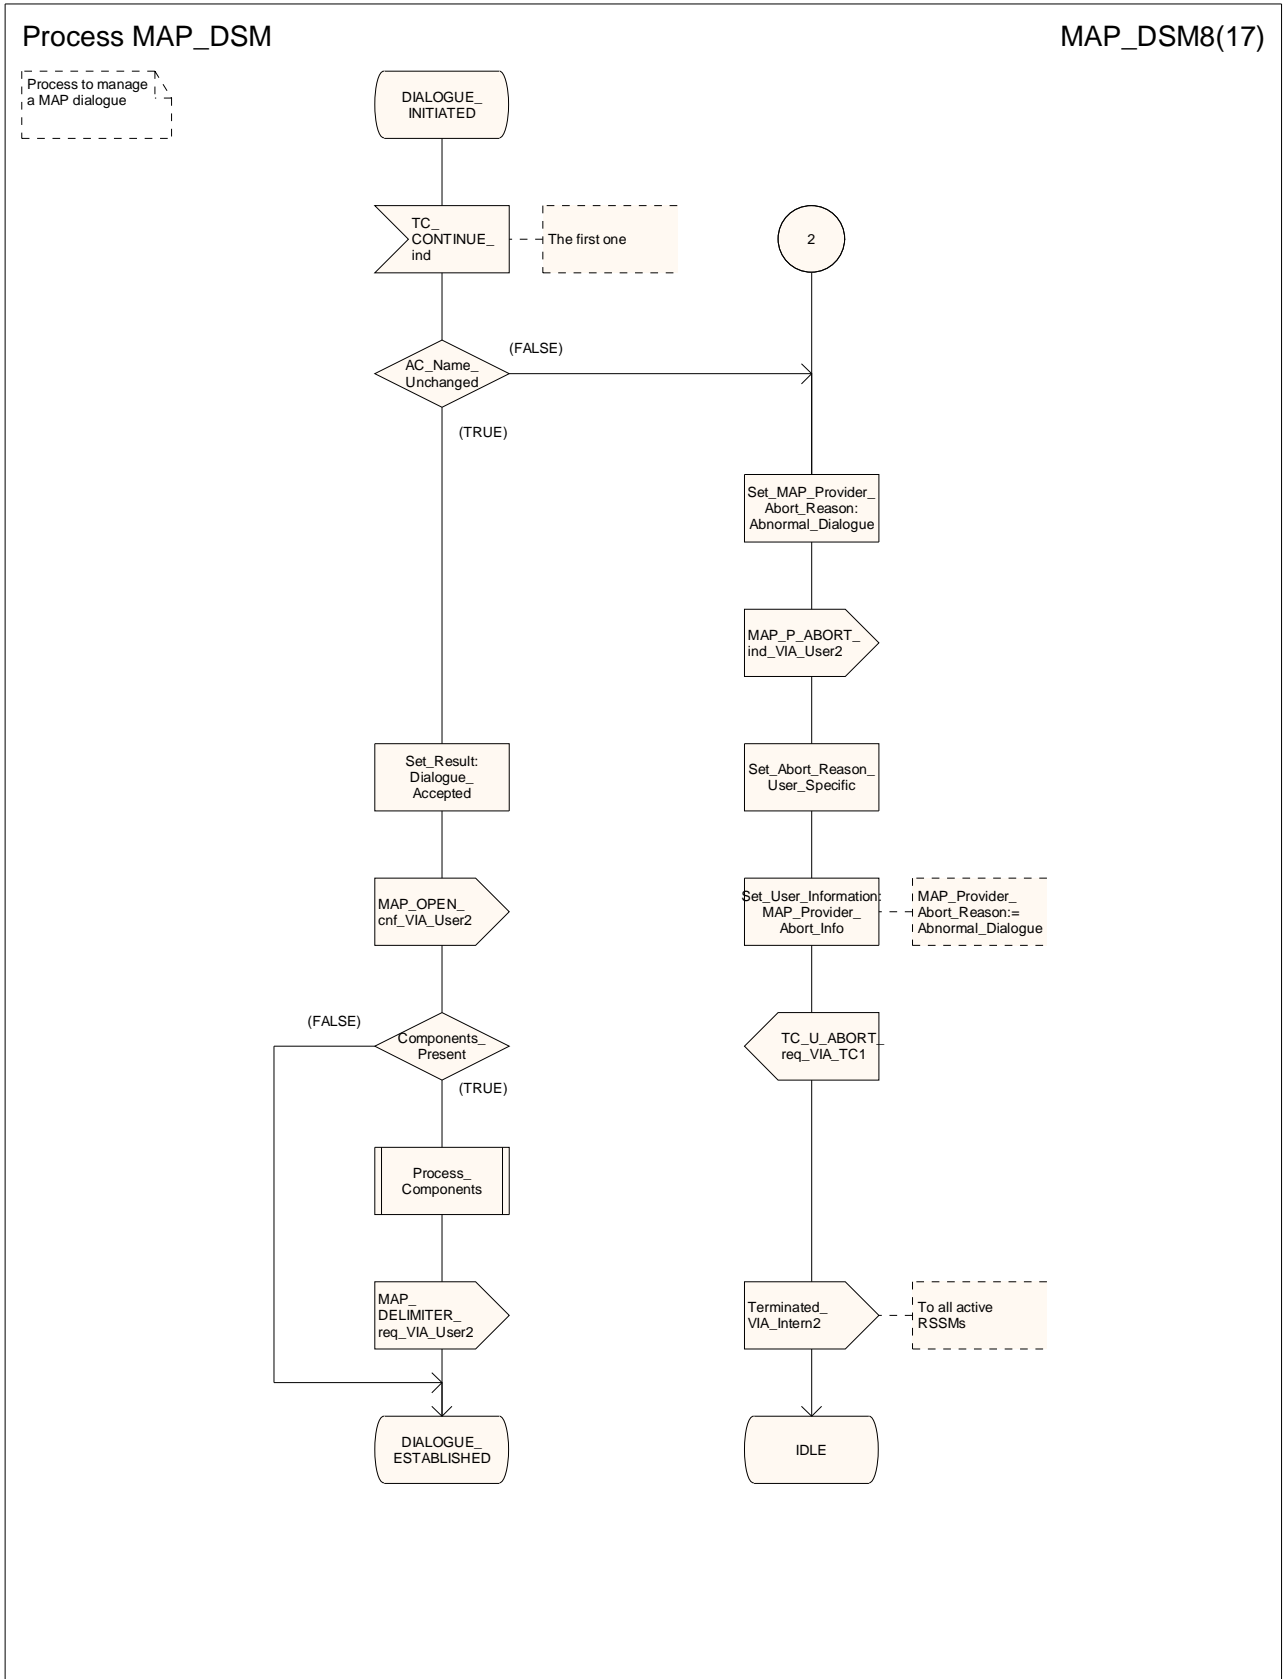 Process MAP_DSM
MAP_DSM8(17)
Process to manage
a MAP dialogue
DIALOGUE_
INITIATED
TC_
CONTINUE_
ind
The first one
2
AC_Name_
Unchanged
(FALSE)
(TRUE)
Set_MAP_Provider_
Abort_Reason:
Abnormal_Dialogue
MAP_P_ABORT_
ind_VIA_User2
Set_Result:
Dialogue_
Accepted
Set_Abort_Reason_
User_Specific
MAP_OPEN_
cnf_VIA_User2
Set_User_Information:
MAP_Provider_
Abort_Info
MAP_Provider_
Abort_Reason:=
Abnormal_Dialogue
(FALSE)
Components_
Present
(TRUE)
TC_U_ABORT_
req_VIA_TC1
Process_
Components
MAP_
DELIMITER_
req_VIA_User2
Terminated_
VIA_Intern2
To all active
RSSMs
DIALOGUE_
ESTABLISHED
IDLE